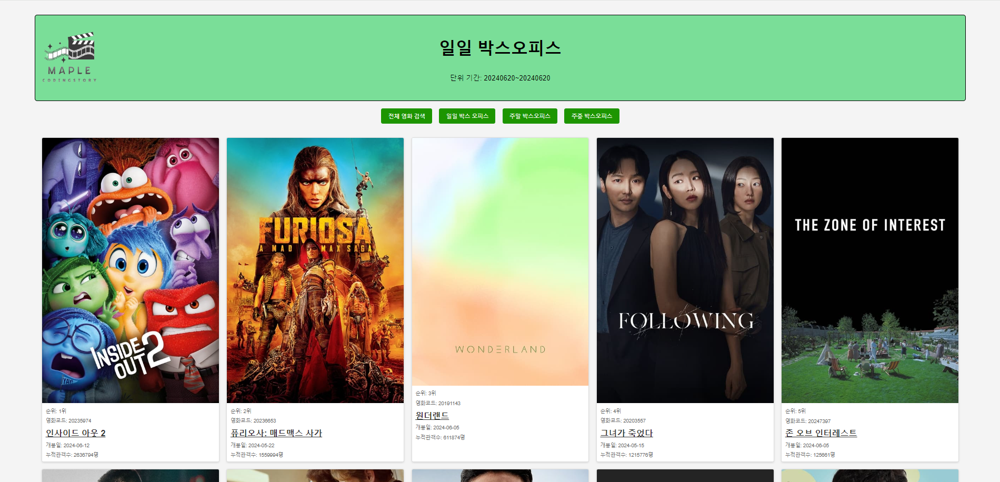 MAPLE
CODINGSTORY
일일 박스오피스
단위 기간: 20240620~20240620
전체 영화 검색
일일 박스 오피스
주말 박스오피스
주중 박스오피스
YAY!
INSIDE
OUT 2
순위: 1위
영화코드: 20235974
인사이드 아웃 2
개봉일: 2024-06-12
누적관객수: 2636794명
FURIOSA
A MAD MAX SAGA
순위: 2위
영화코드: 20236653
퓨리오사: 매드맥스 사가
개봉일: 2024-05-22
누적관객수: 1559994명
WONDERLAND
순위: 3위
영화코드: 20191143
원더랜드
개봉일: 2024-06-05
누적관객수: 611874명
FOLLOWING
순위: 4위
영화코드: 20203557
그녀가 죽었다
개봉일: 2024-05-15
누적관객수: 1215776명
THE ZONE OF INTEREST
순위: 5위
영화코드: 20247397
존 오브 인터레스트
개봉일: 2024-06-05
누적관객수: 125661명